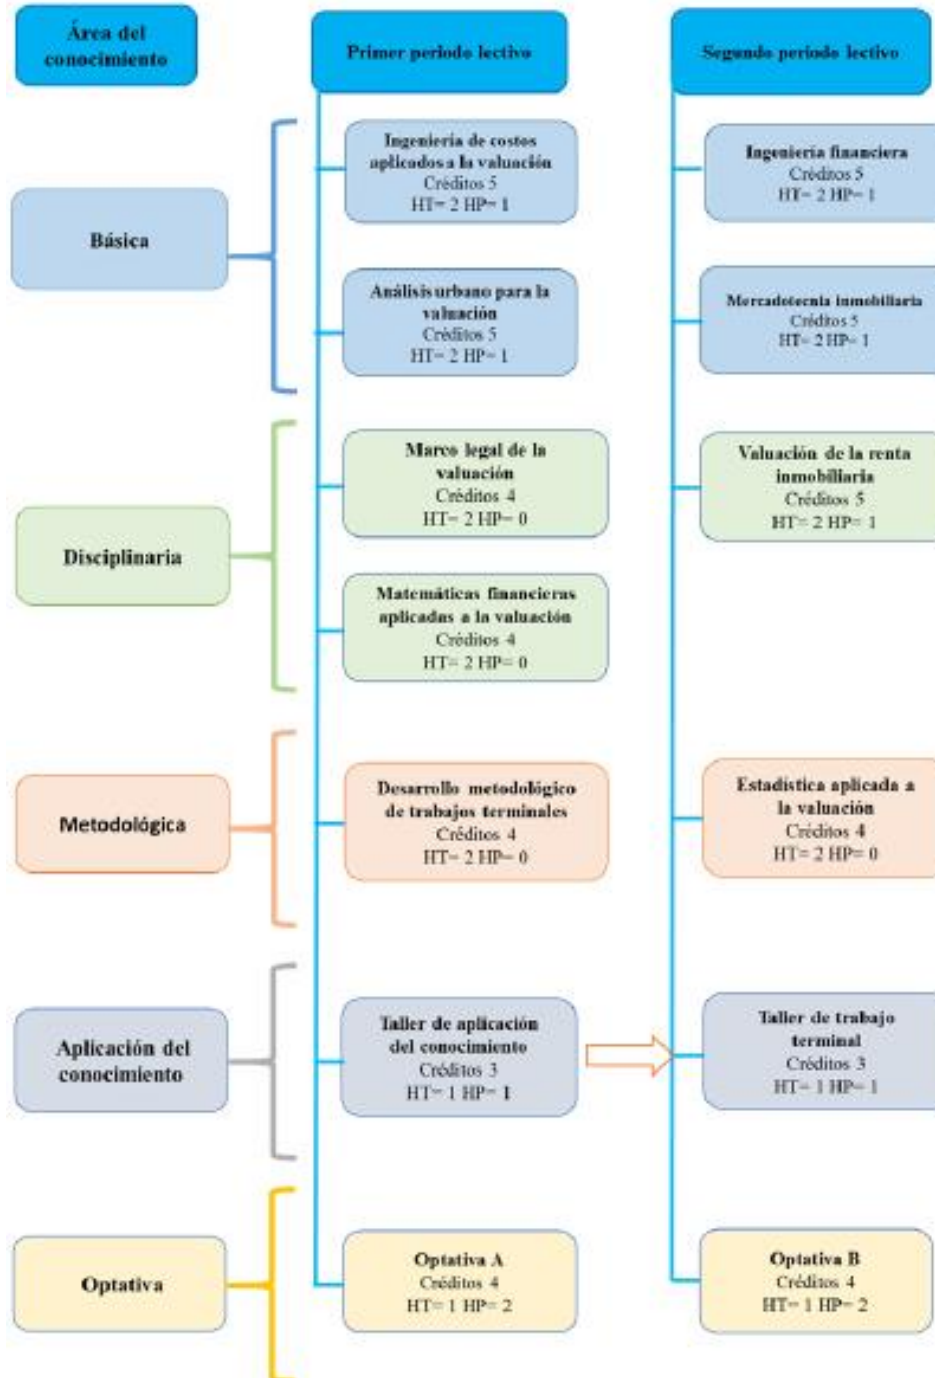 Área del
conocimiento
Primer periodo lectivo
Segundo periodo lectivo
Básica
Ingeniería de costos
aplicados a la valuación
Créditos 5
HT= 2 HP= 1
Ingeniería financiera
Créditos 5
HT= 2 HP= 1
Análisis urbano para la
valuación
Créditos 5
HT= 2 HP= 1
Mercadotecnia inmobiliaria
Créditos 5
HT= 2 HP= 1
Disciplinaria
Marco legal de la
valuación
Créditos 4
HT= 2 HP= 0
Valuación de la renta
inmobiliaria
Créditos 5
HT= 2 HP= 1
Matemáticas financieras
aplicadas a la valuación
Créditos 4
HT= 2 HP= 0
Metodológica
Desarrollo metodológico
de trabajos terminales
Créditos 4
HT= 2 HP= 0
Estadística aplicada a
la valuación
Créditos 4
HT= 2 HP= 0
Aplicación del
conocimiento
Taller de aplicación
del conocimiento
Créditos 3
HT= 1 HP= 1
Taller de trabajo
terminal
Créditos 3
HT= 1 HP= 1
Optativa
Optativa A
Créditos 4
HT= 1 HP= 2
Optativa B
Créditos 4
HT= 1 HP= 2